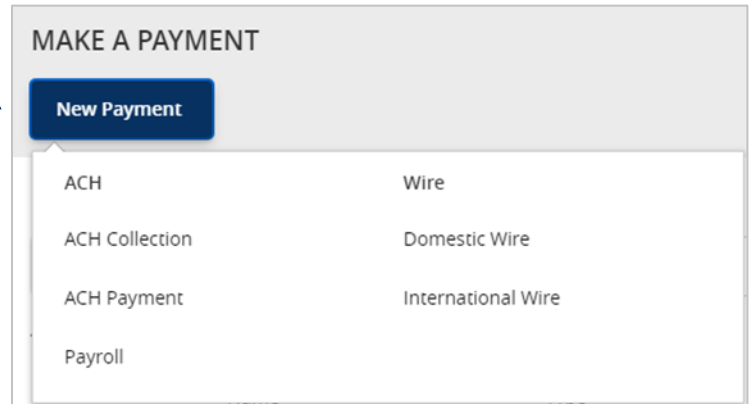 MAKE A PAYMENT
New Payment
ACH
Wire
ACH Collection
Domestic Wire
ACH Payment
International Wire
Payroll